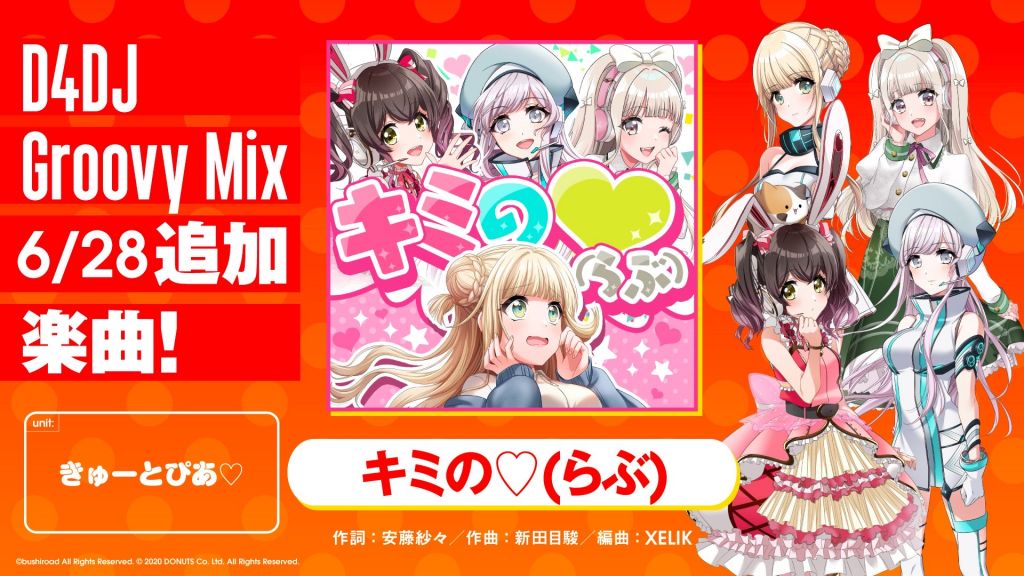 D4DJ
Groovy Mix
6/28追加
楽曲!
unit:
きゅーとぴあ♡
キミの♥
(らぶ)
キミの♡(らぶ)
作詞：安藤紗々／作曲：新田目駿／編曲：XELIK
©bushiroad All Rights Reserved. © 2020 DONUTS Co. Ltd. All Rights Reserved.